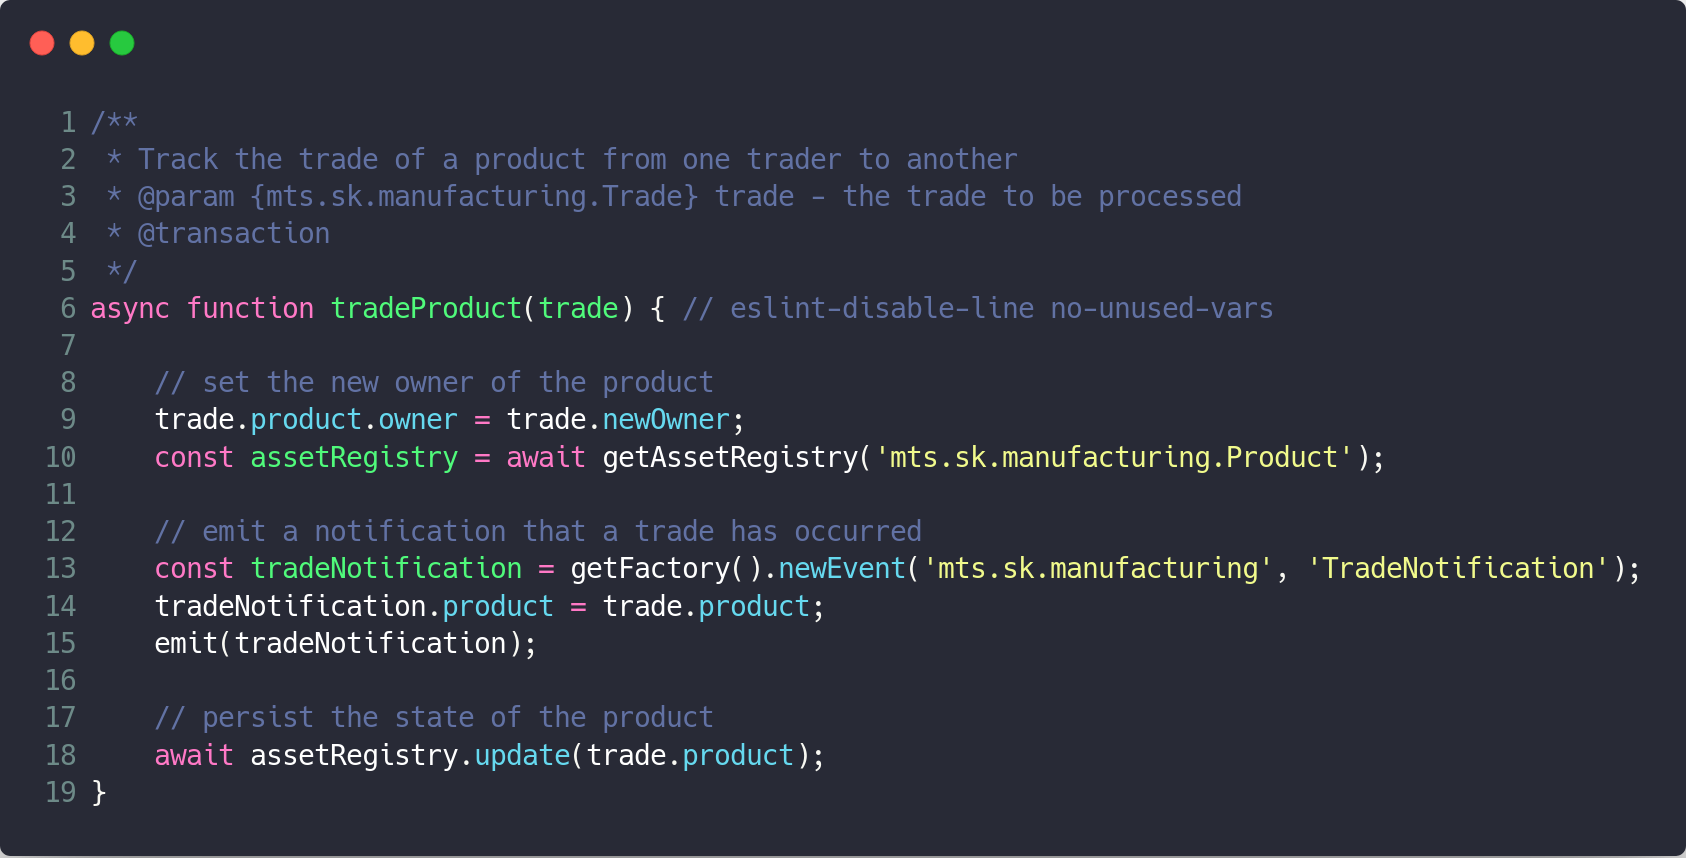 1 /**
2  * Track the trade of a product from one trader to another
3  * @param {mts.sk.manufacturing.Trade} trade - the trade to be processed
4  * @transaction
5  */
6 async function tradeProduct(trade) { // eslint-disable-line no-unused-vars
7
8     // set the new owner of the product
9     trade.product.owner = trade.newOwner;
10     const assetRegistry = await getAssetRegistry('mts.sk.manufacturing.Product');
11
12     // emit a notification that a trade has occurred
13     const tradeNotification = getFactory().newEvent('mts.sk.manufacturing', 'TradeNotification');
14     tradeNotification.product = trade.product;
15     emit(tradeNotification);
16
17     // persist the state of the product
18     await assetRegistry.update(trade.product);
19 }